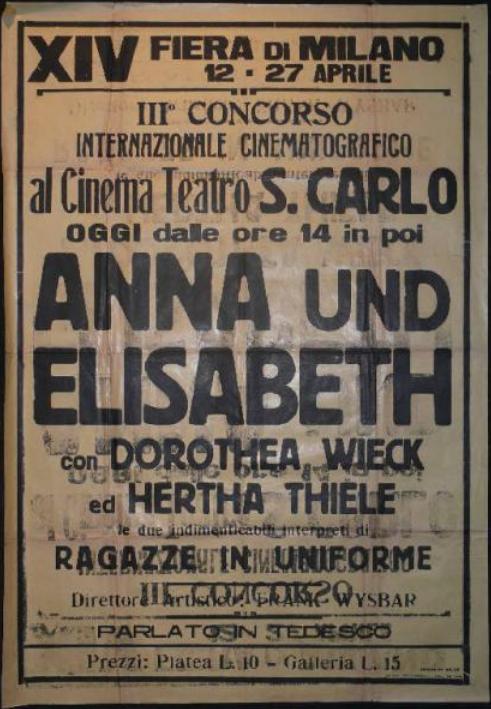 XIV FIERA DI MILANO
12 - 27 APRILE
III° CONCORSO
INTERNAZIONALE CINEMATOGRAFICO
al Cinema Teatro S. CARLO
OGGI dalle ore 14 in poi
ANNA UND
ELISABETH
con DOROTHEA WIECK
ed HERTHA THIELE
le due indimenticabili interpreti di
RAGAZZE IN UNIFORME
Direttore Artistico: FRANK WYSBAR
PARLATO IN TEDESCO
Prezzi: Platea L. 10 - Galleria L. 15